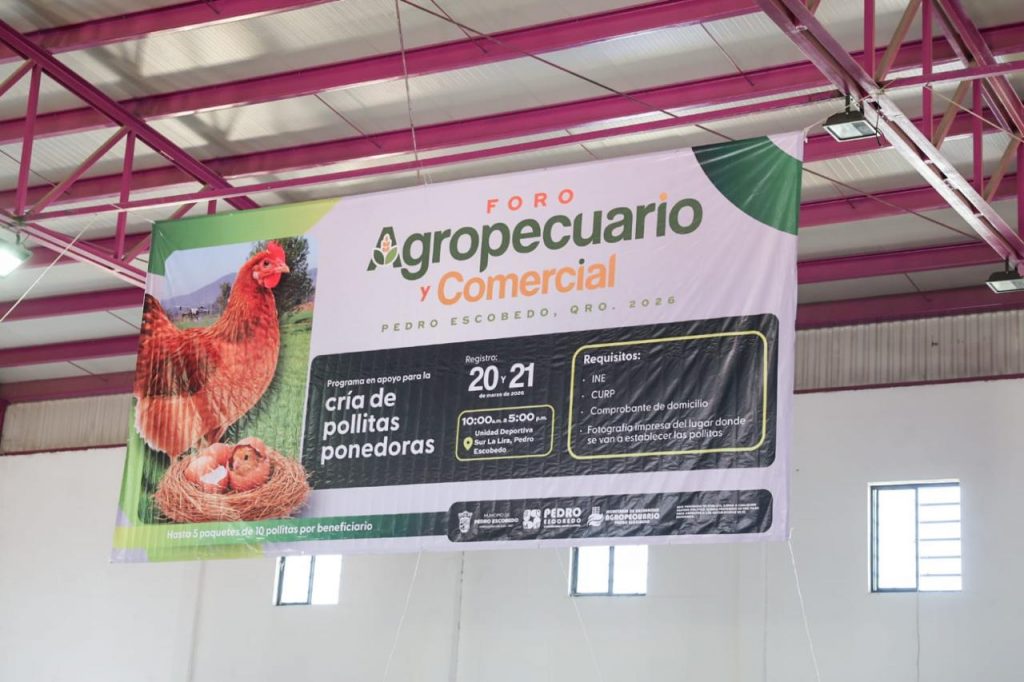 FORO
Agropecuario
y Comercial
PEDRO ESCOBEDO, QRO. 2026
Programa en apoyo para la
cría de
pollitas
ponedoras
Registro:
20 Y 21
de marzo de 2026
10:00a.m. a 5:00 p.m.
Unidad Deportiva
Sur La Lira, Pedro
Escobedo
Requisitos:
· INE
· CURP
· Comprobante de domicilio
· Fotografía impresa del lugar donde
se van a establecer las pollitas
Hasta 5 paquetes de 10 pollitas por beneficiario
MUNICIPIO DE
PEDRO ESCOBEDO
PEDRO
ESCOBEDO
AGROPECUARIO